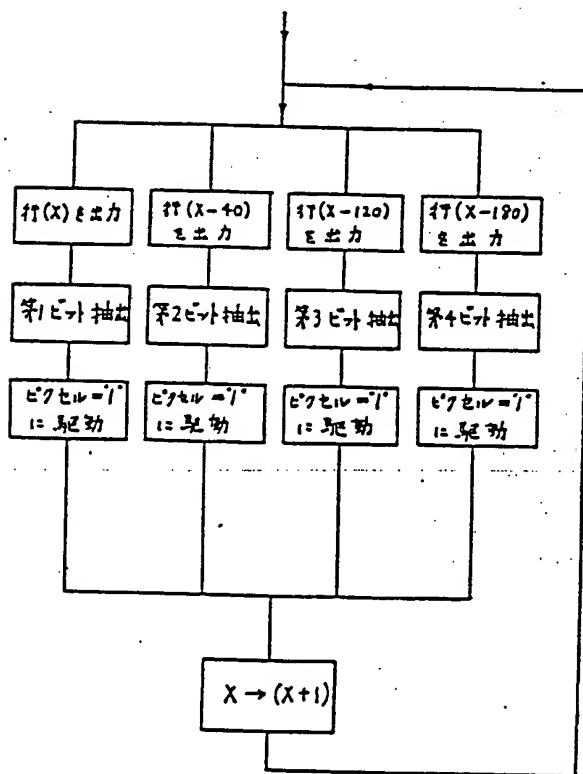 行(X)を出力
行(X-40)
を出力
行(X-120)
を出力
行(X-180)
を出力
第1ビット抽出
第2ビット抽出
第3ビット抽出
第4ビット抽出
ピクセル="1"
に駆動
ピクセル="1"
に駆動
ピクセル="1"
に駆動
ピクセル="1"
に駆動
X → (X+1)